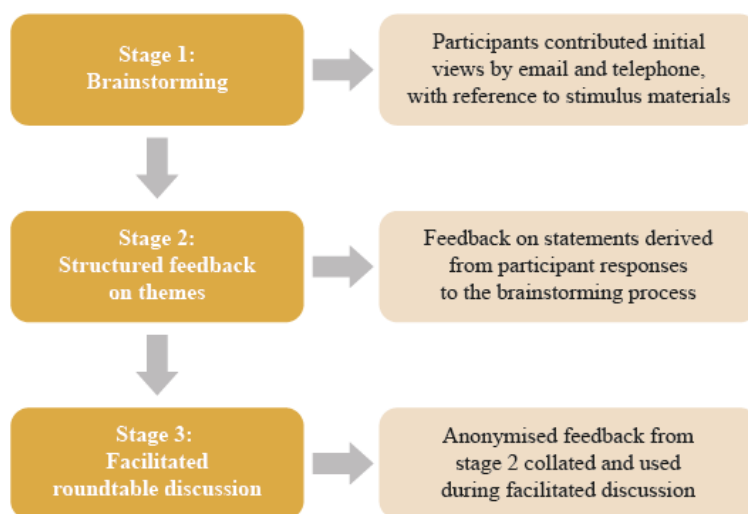 Stage 1:
Brainstorming
Participants contributed initial
views by email and telephone,
with reference to stimulus materials
Stage 2:
Structured feedback
on themes
Feedback on statements derived
from participant responses
to the brainstorming process
Stage 3:
Facilitated
roundtable discussion
Anonymised feedback from
stage 2 collated and used
during facilitated discussion